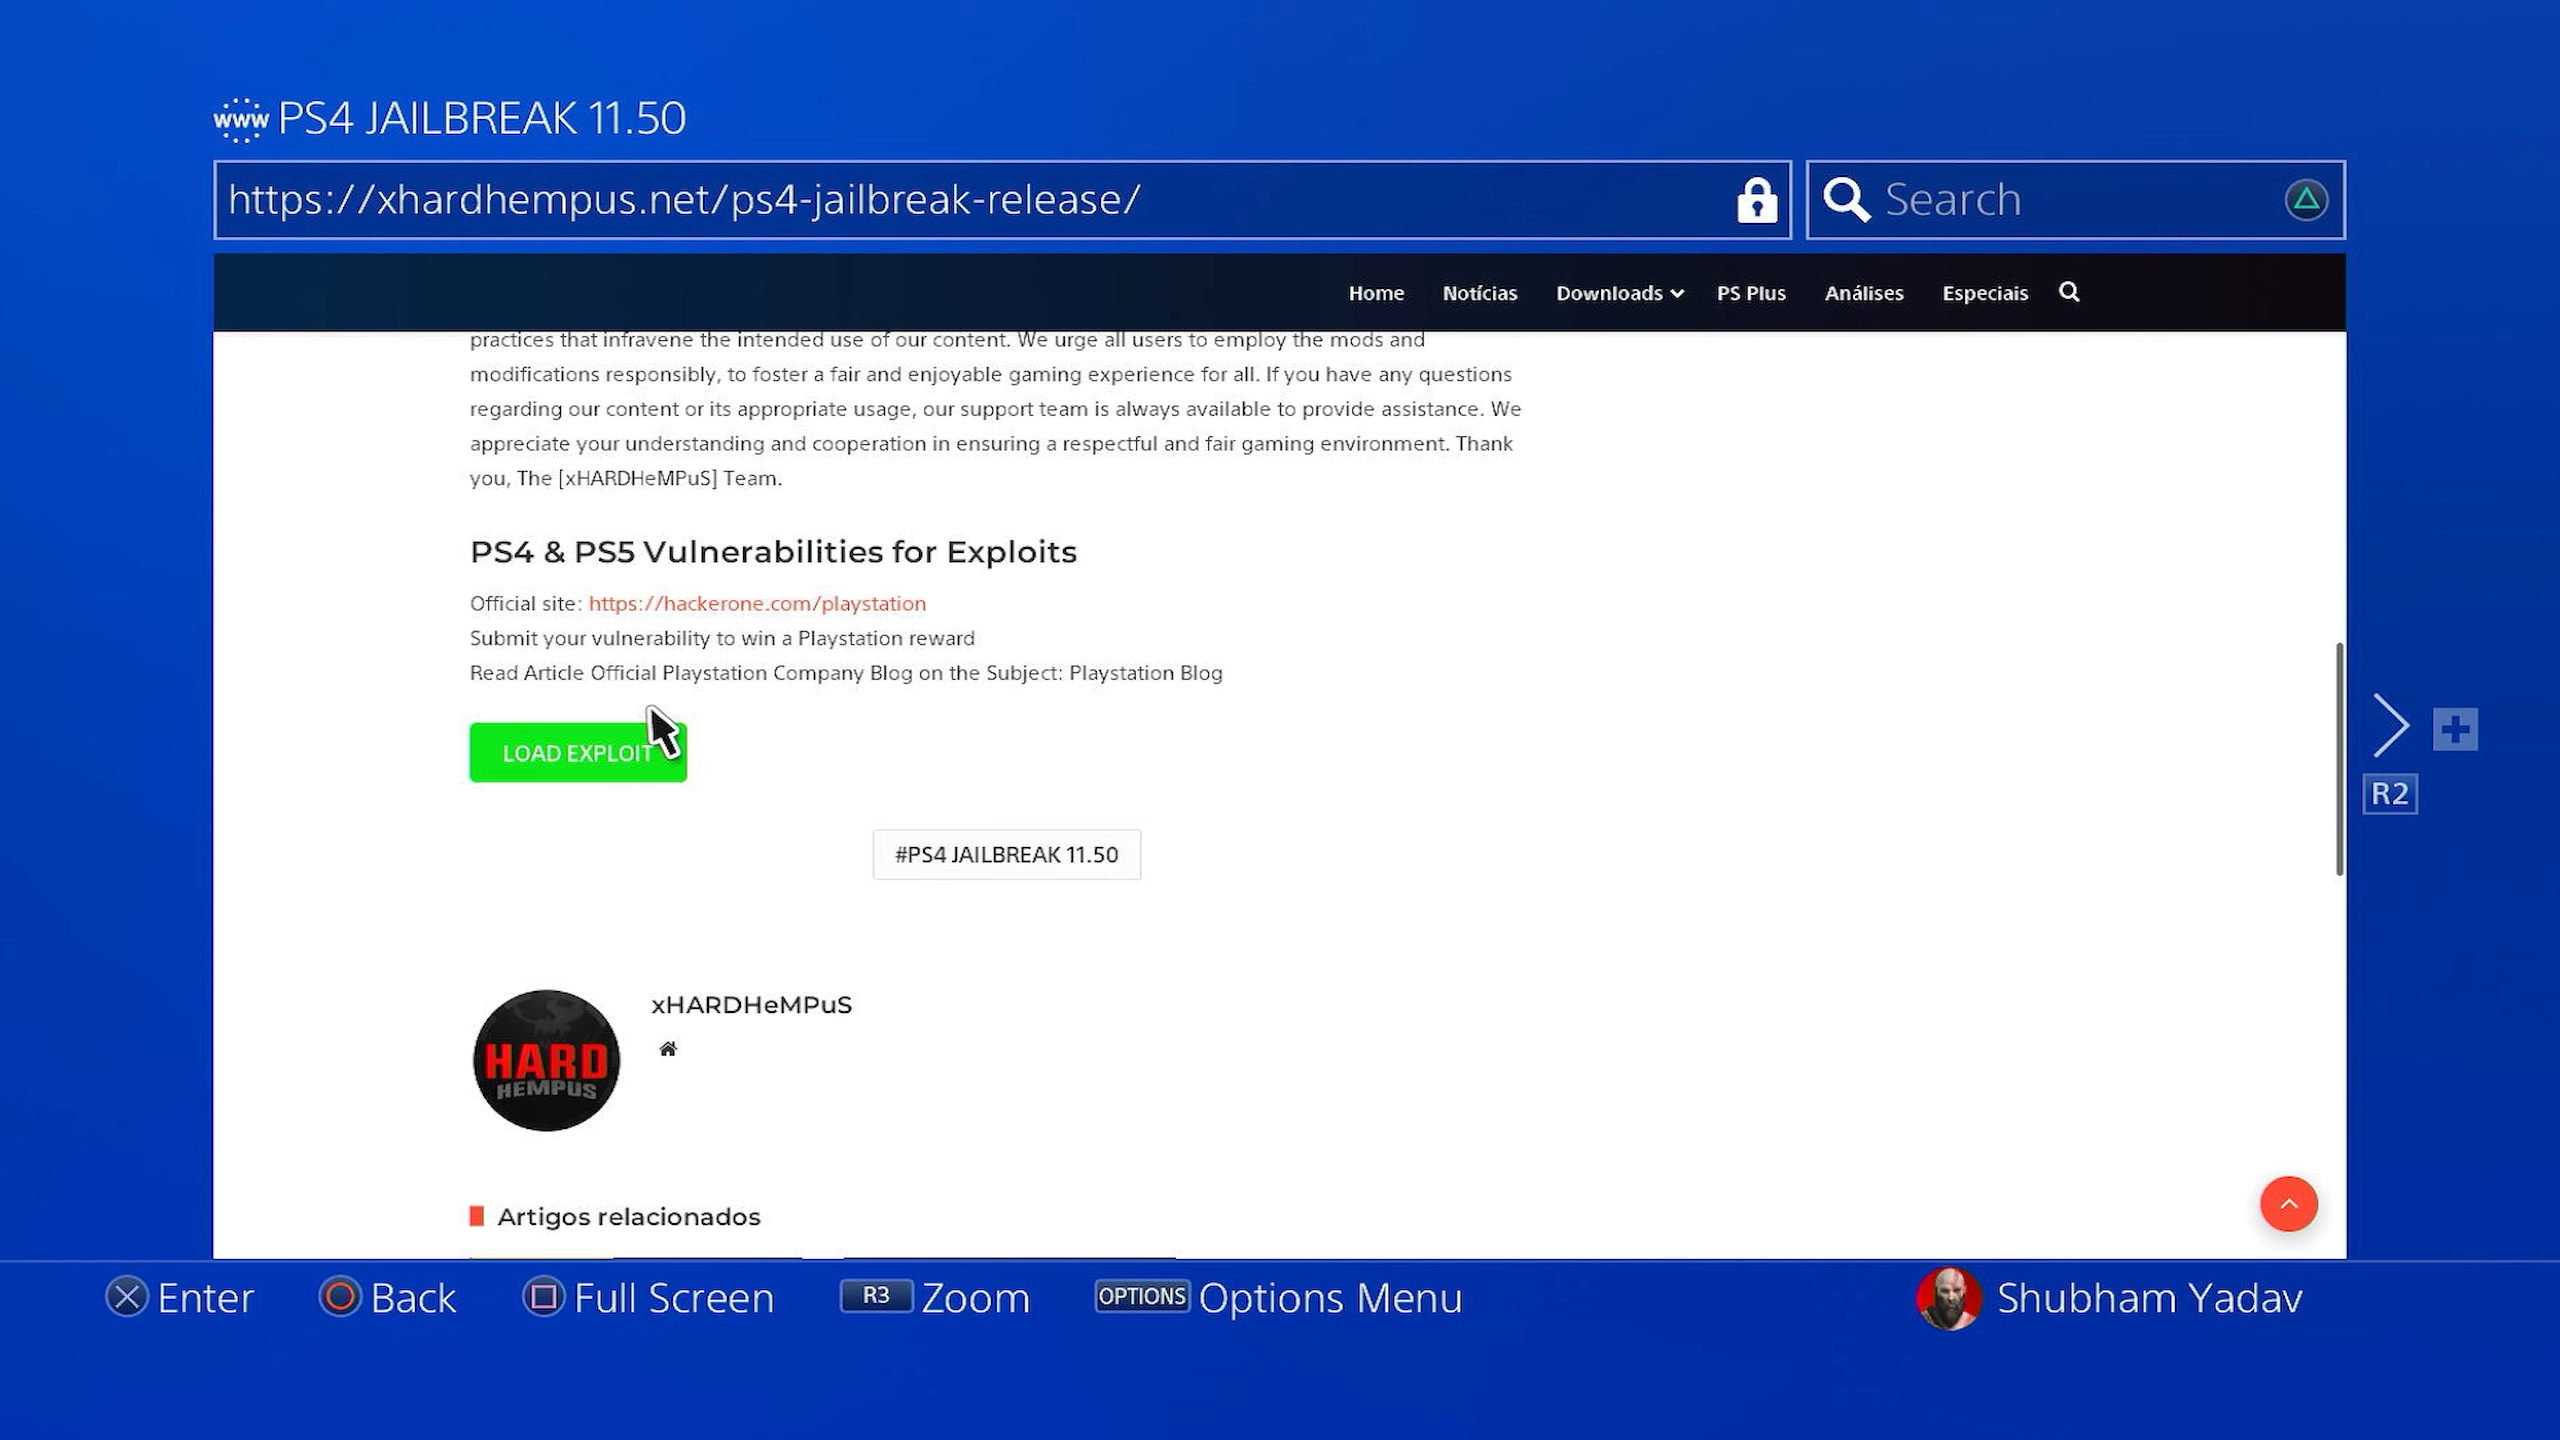 www PS4 JAILBREAK 11.50
https://xhardhempus.net/ps4-jailbreak-release/
Search
Home Notícias Downloads PS Plus Análises Especiais
practices that infravene the intended use of our content. We urge all users to employ the mods and
modifications responsibly, to foster a fair and enjoyable gaming experience for all. If you have any questions
regarding our content or its appropriate usage, our support team is always available to provide assistance. We
appreciate your understanding and cooperation in ensuring a respectful and fair gaming environment. Thank
you, The [xHARDHeMPuS] Team.
PS4 & PS5 Vulnerabilities for Exploits
Official site: https://hackerone.com/playstation
Submit your vulnerability to win a Playstation reward
Read Article Official Playstation Company Blog on the Subject: Playstation Blog
LOAD EXPLOIT
R2
#PS4 JAILBREAK 11.50
xHARDHeMPuS
HARD
HEMPUS
Artigos relacionados
Enter Back Full Screen R3 Zoom OPTIONS Options Menu Shubham Yadav